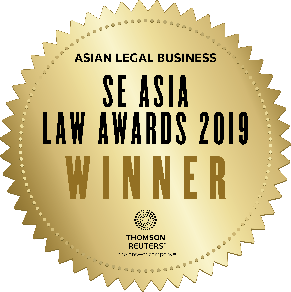 ASIAN LEGAL BUSINESS
SE ASIA
LAW AWARDS 2019
WINNER
THOMSON
REUTERS